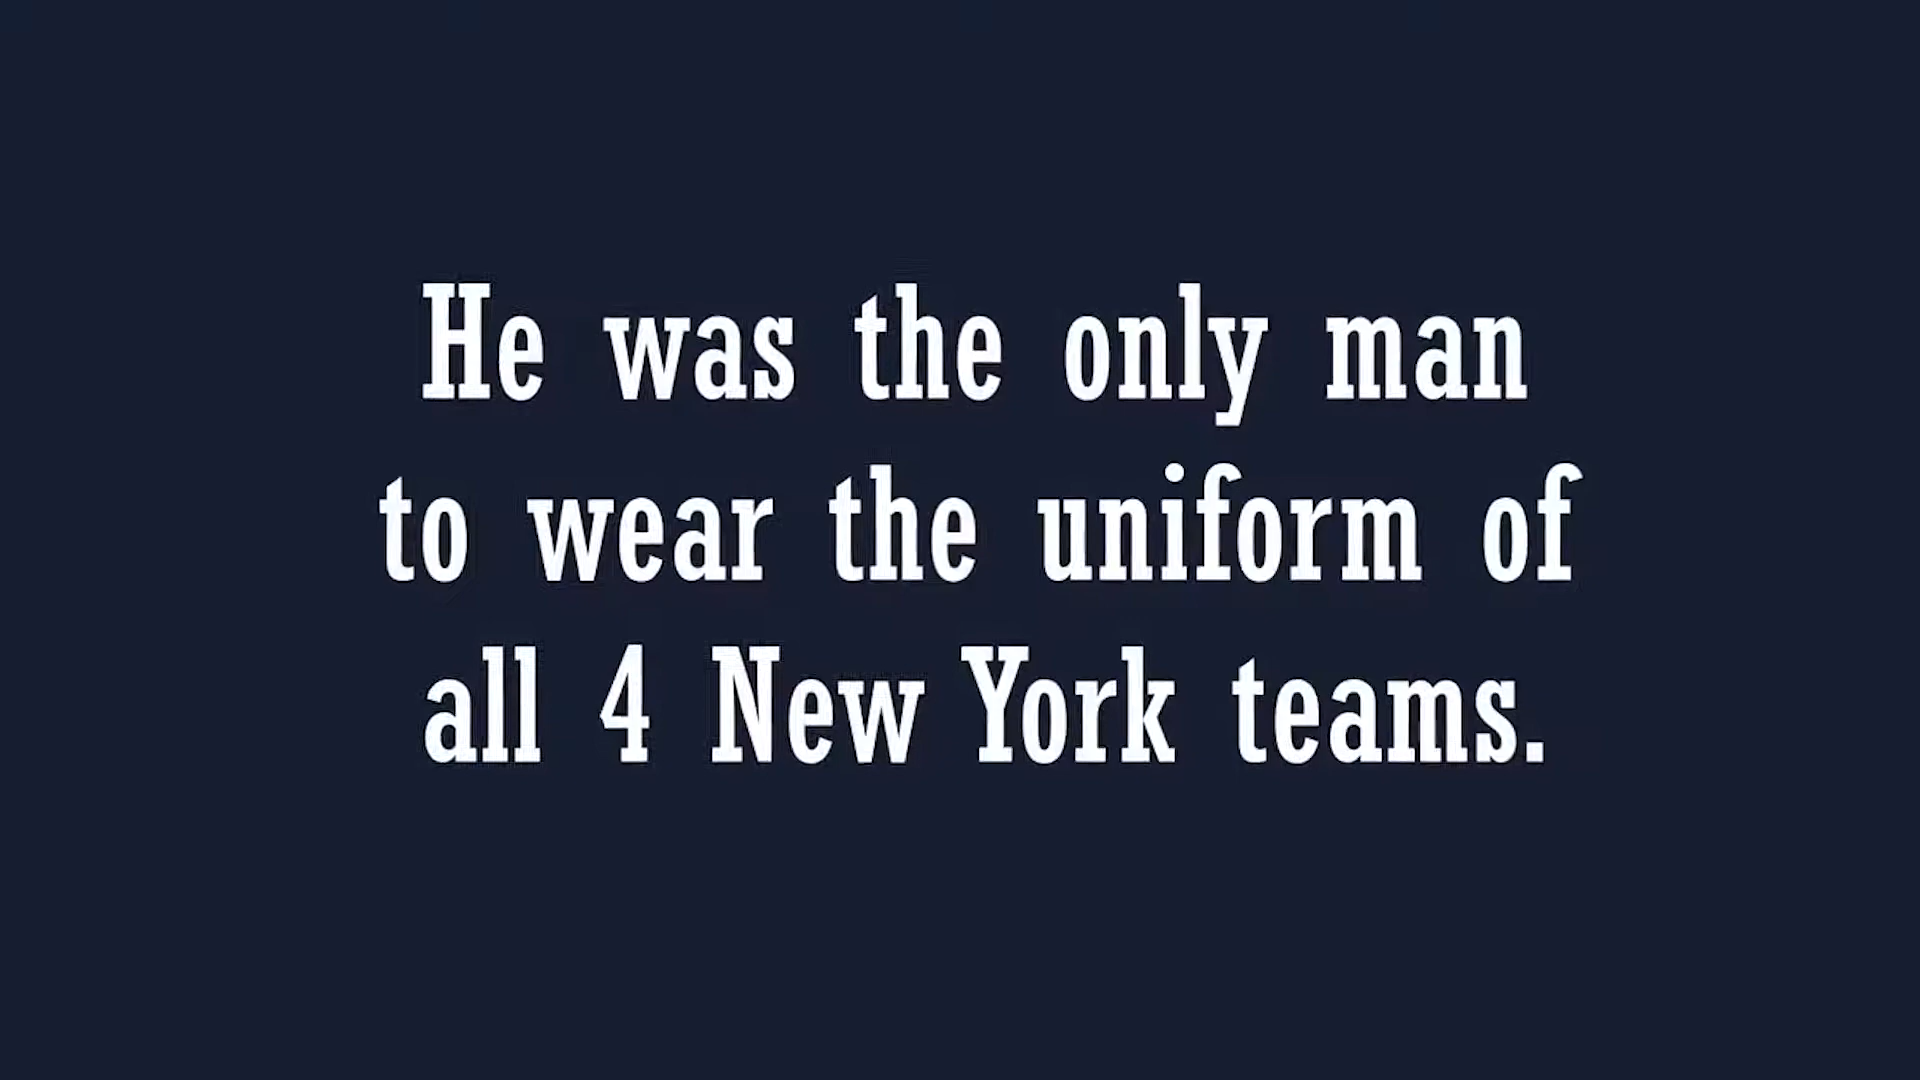 He was the only man
to wear the uniform of
all 4 New York teams.